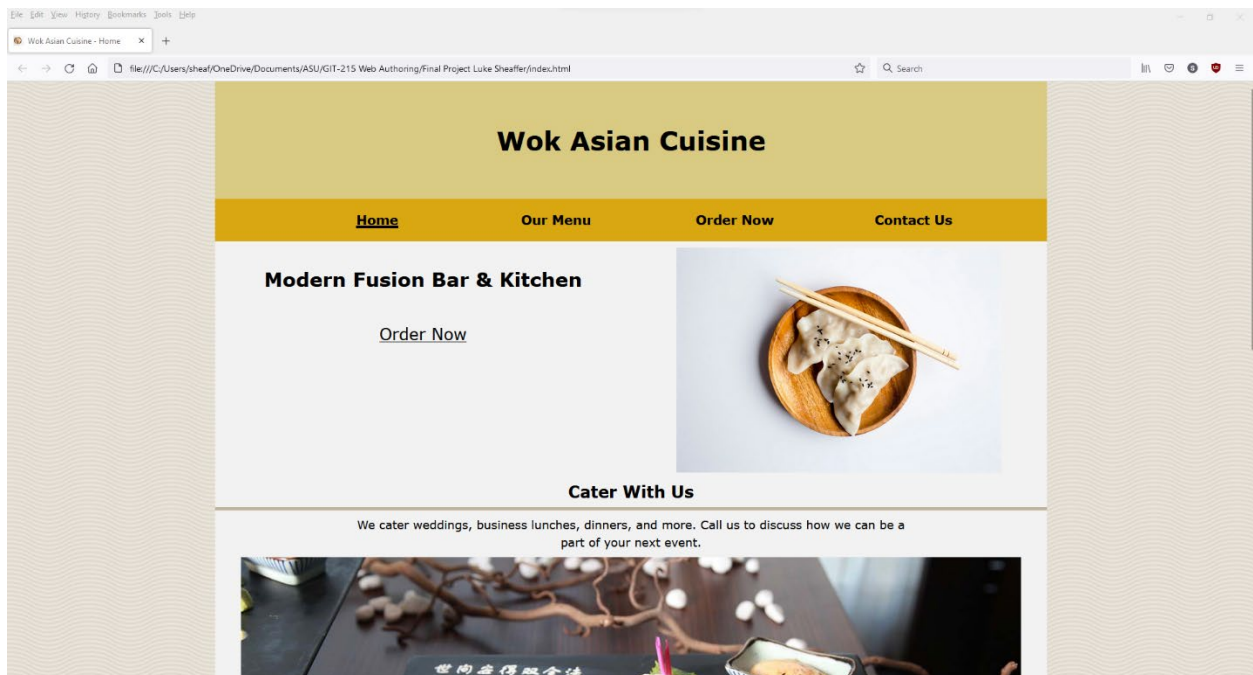 File Edit View History Bookmarks Tools Help
Wok Asian Cuisine - Home
file:///C:/Users/sheaf/OneDrive/Documents/ASU/GIT-215 Web Authoring/Final Project Luke Sheaffer/index.html
Search
Wok Asian Cuisine
Home Our Menu Order Now Contact Us
Modern Fusion Bar & Kitchen
Order Now
Cater With Us
We cater weddings, business lunches, dinners, and more. Call us to discuss how we can be a
part of your next event.